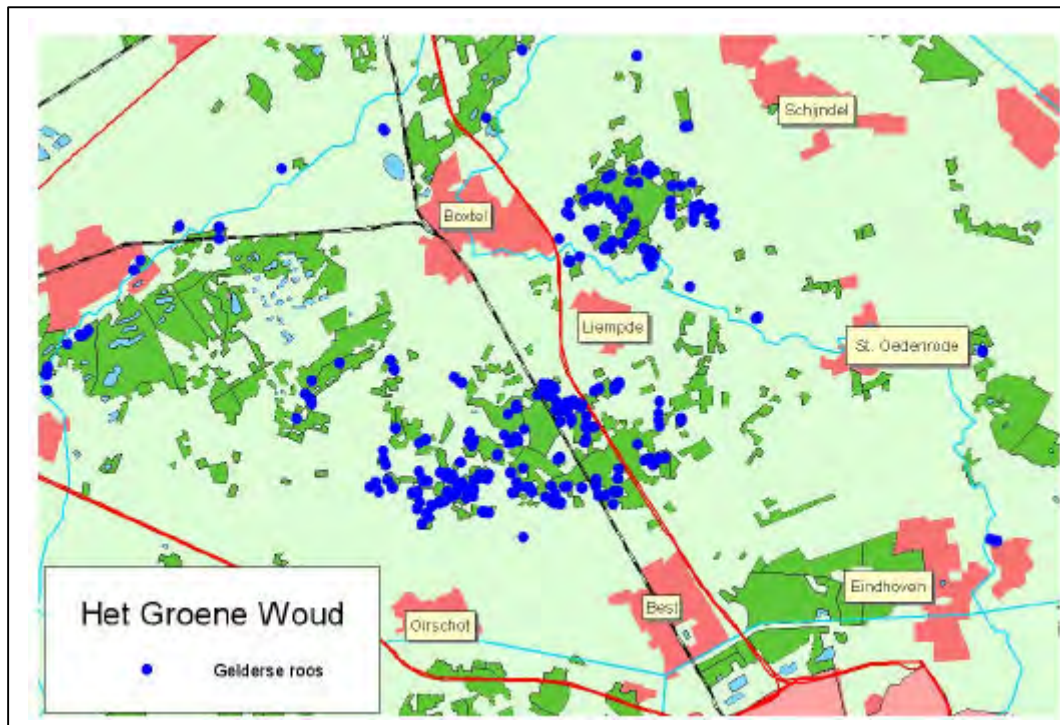 Schijndel
Boxtel
Liempde
St. Oedenrode
Eindhoven
Best
Oirschot
Het Groene Woud
Gelderse roos